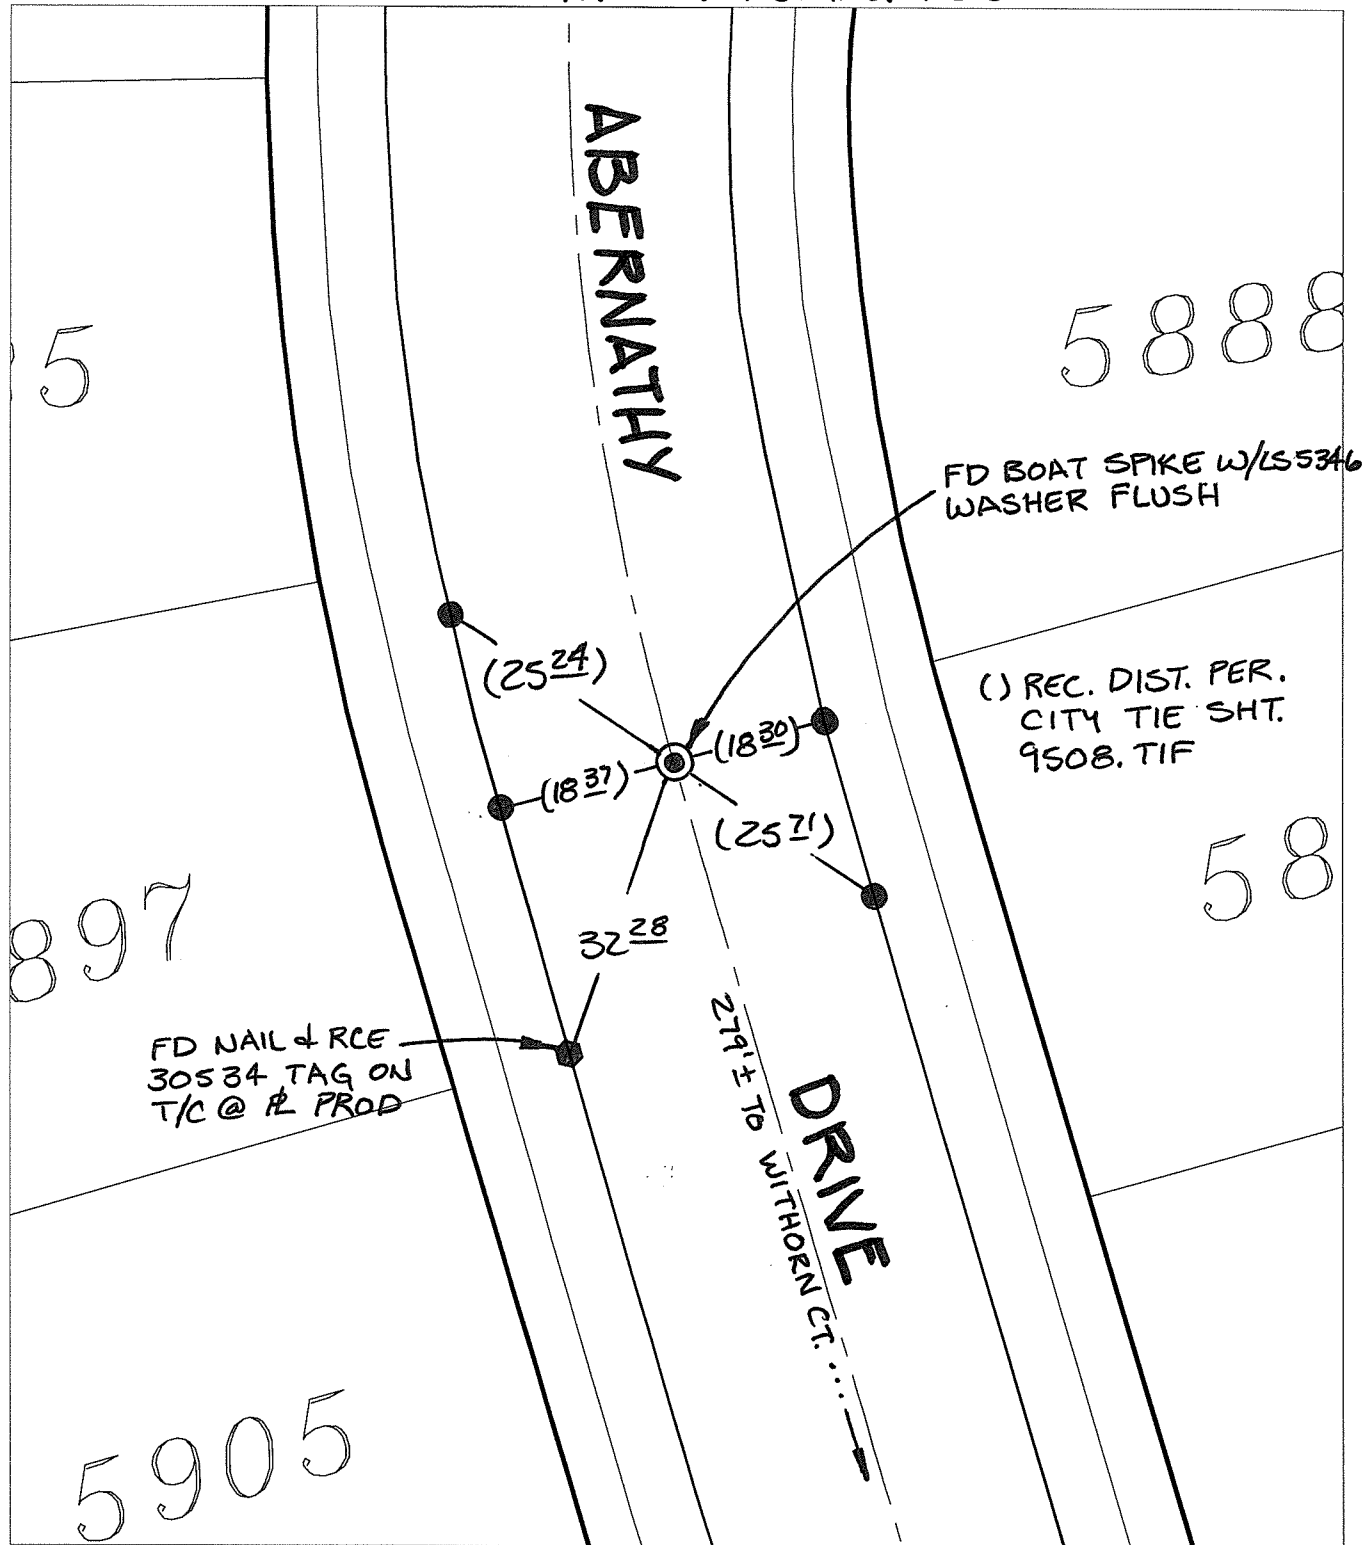 ABERNATHY
5
5888
FD BOAT SPIKE W/LS5346
WASHER FLUSH
(25 24)
() REC. DIST. PER.
CITY TIE SHT.
9508.TIF
(18 30)
(18 37)
(25 71)
58
897
32 28
FD NAIL & RCE
30534 TAG ON
T/C @ PL PROD
279'± TO WITHORN CT. ....
DRIVE
5905